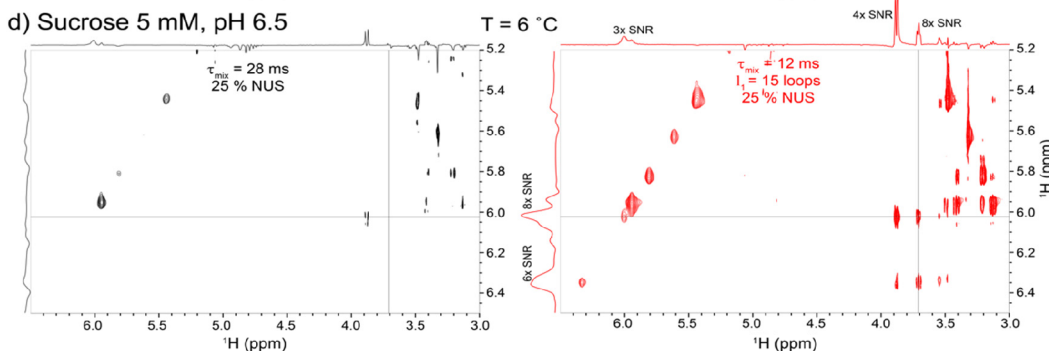 d) Sucrose 5 mM, pH 6.5
T = 6 ˚C
τmix = 28 ms
25 % NUS
5.2
5.4
5.6
5.8
6.0
6.2
6.4
¹H (ppm)
6.0 5.5 5.0 4.5 4.0 3.5 3.0
¹H (ppm)
3x SNR
4x SNR
8x SNR
τmix = 12 ms
I₁ = 15 loops
25 % NUS
8x SNR
6x SNR
5.2
5.4
5.6
5.8
6.0
6.2
6.4
¹H (ppm)
6.0 5.5 5.0 4.5 4.0 3.5 3.0
¹H (ppm)